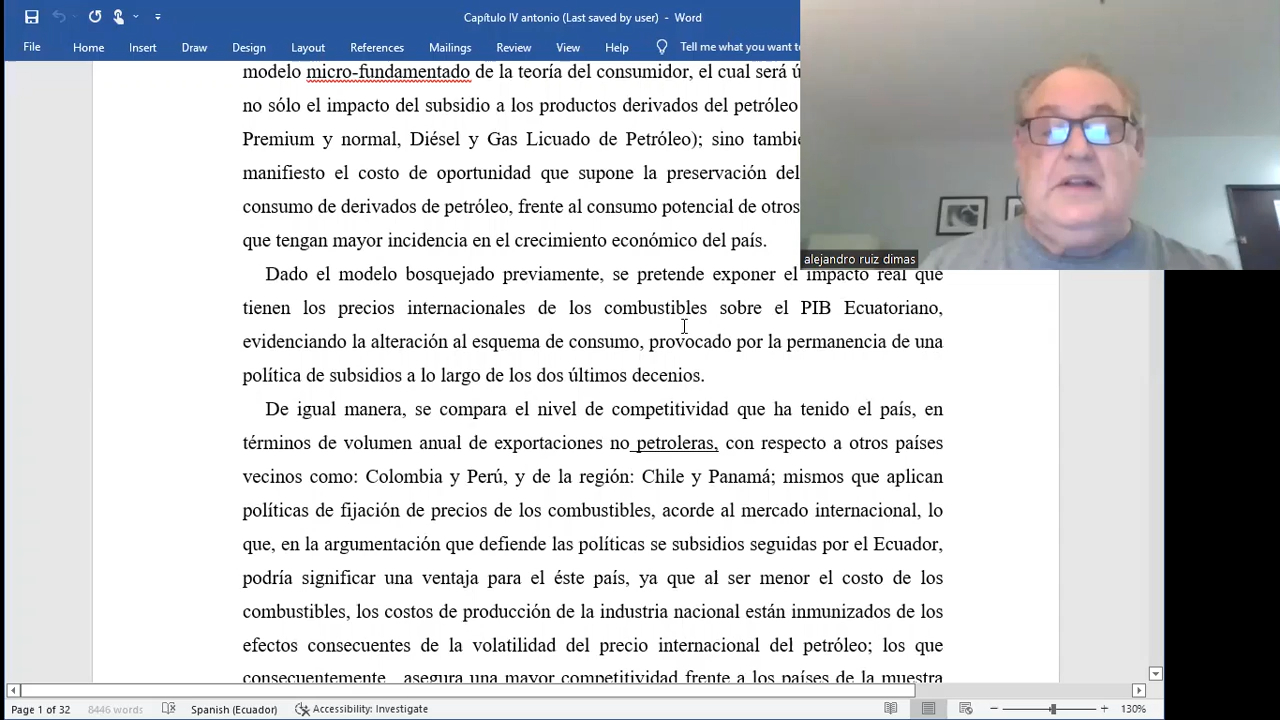 Capítulo IV antonio (Last saved by user) - Word
File Home Insert Draw Design Layout References Mailings Review View Help Tell me what you want
modelo micro-fundamentado de la teoría del consumidor, el cual será
no sólo el impacto del subsidio a los productos derivados del petróleo
Premium y normal, Diésel y Gas Licuado de Petróleo); sino
manifiesto el costo de oportunidad que supone la preservación del
consumo de derivados de petróleo, frente al consumo potencial de otros
que tengan mayor incidencia en el crecimiento económico del país.
alejandro ruiz dimas
Dado el modelo bosquejado previamente, se pretende exponer el impacto real que
tienen los precios internacionales de los combustibles sobre el PIB Ecuatoriano,
evidenciando la alteración al esquema de consumo, provocado por la permanencia de una
política de subsidios a lo largo de los dos últimos decenios.
De igual manera, se compara el nivel de competitividad que ha tenido el país, en
términos de volumen anual de exportaciones no petroleras, con respecto a otros países
vecinos como: Colombia y Perú, y de la región: Chile y Panamá; mismos que aplican
políticas de fijación de precios de los combustibles, acorde al mercado internacional, lo
que, en la argumentación que defiende las políticas se subsidios seguidas por el Ecuador,
podría significar una ventaja para el éste país, ya que al ser menor el costo de los
combustibles, los costos de producción de la industria nacional están inmunizados de los
efectos consecuentes de la volatilidad del precio internacional del petróleo; los que
consecuentemente asegura una mayor competitividad frente a los países de la muestra
Page 1 of 32 8446 words Spanish (Ecuador) Accessibility: Investigate 130%